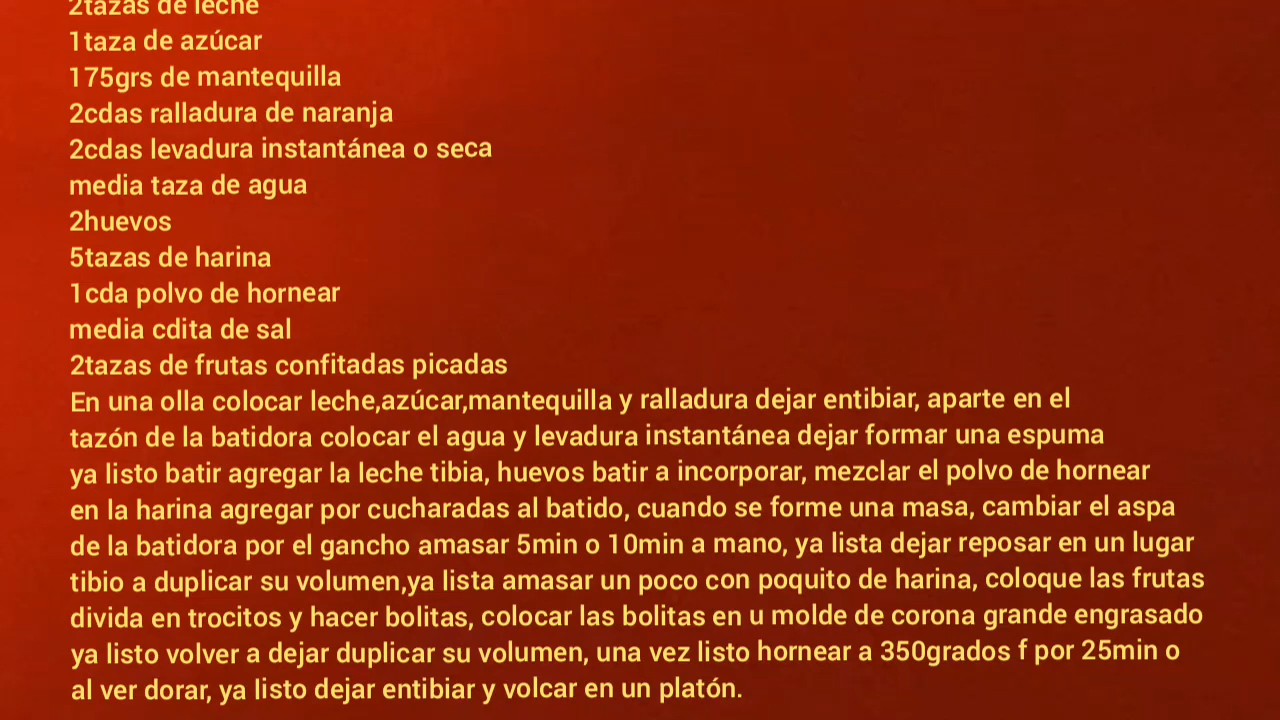 2tazas de leche
1taza de azúcar
175grs de mantequilla
2cdas ralladura de naranja
2cdas levadura instantánea o seca
media taza de agua
2huevos
5tazas de harina
1cda polvo de hornear
media cdita de sal
2tazas de frutas confitadas picadas
En una olla colocar leche,azúcar,mantequilla y ralladura dejar entibiar, aparte en el
tazón de la batidora colocar el agua y levadura instantánea dejar formar una espuma
ya listo batir agregar la leche tibia, huevos batir a incorporar, mezclar el polvo de hornear
en la harina agregar por cucharadas al batido, cuando se forme una masa, cambiar el aspa
de la batidora por el gancho amasar 5min o 10min a mano, ya lista dejar reposar en un lugar
tibio a duplicar su volumen,ya lista amasar un poco con poquito de harina, coloque las frutas
divida en trocitos y hacer bolitas, colocar las bolitas en u molde de corona grande engrasado
ya listo volver a dejar duplicar su volumen, una vez listo hornear a 350grados f por 25min o
al ver dorar, ya listo dejar entibiar y volcar en un platón.